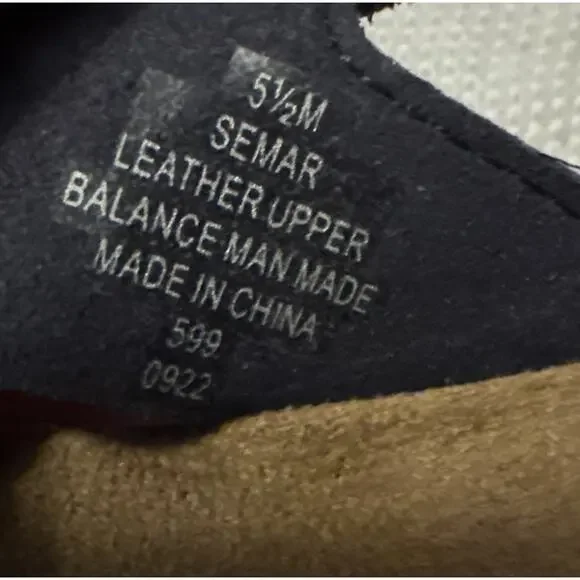 5½M
SEMAR
LEATHER UPPER
BALANCE MAN MADE
MADE IN CHINA
599
0922